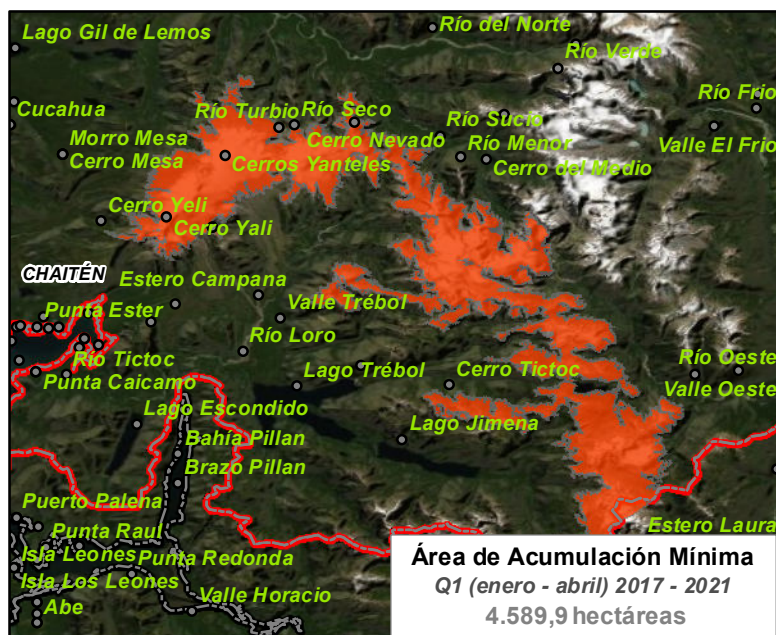 Río del Norte
Lago Gil de Lemos
Río Verde
Río Frio
Cucahua
Río Turbio
Río Seco
Río Sucio
Morro Mesa
Cerro Nevado
Río Menor
Valle El Frio
Cerro Mesa
Cerros Yanteles
Cerro del Medio
Cerro Yeli
Cerro Yali
CHAITÉN
Estero Campana
Punta Ester
Valle Trébol
Río Loro
Río Tictoc
Río Oeste
Punta Caicamo
Lago Trébol
Cerro Tictoc
Valle Oeste
Lago Escondido
Lago Jimena
Bahía Pillan
Brazo Pillan
Puerto Palena
Punta Raul
Estero Laura
Isla Leones
Punta Redonda
Isla Los Leones
Valle Horacio
Abe
Área de Acumulación Mínima
Q1 (enero - abril) 2017 - 2021
4.589,9 hectáreas